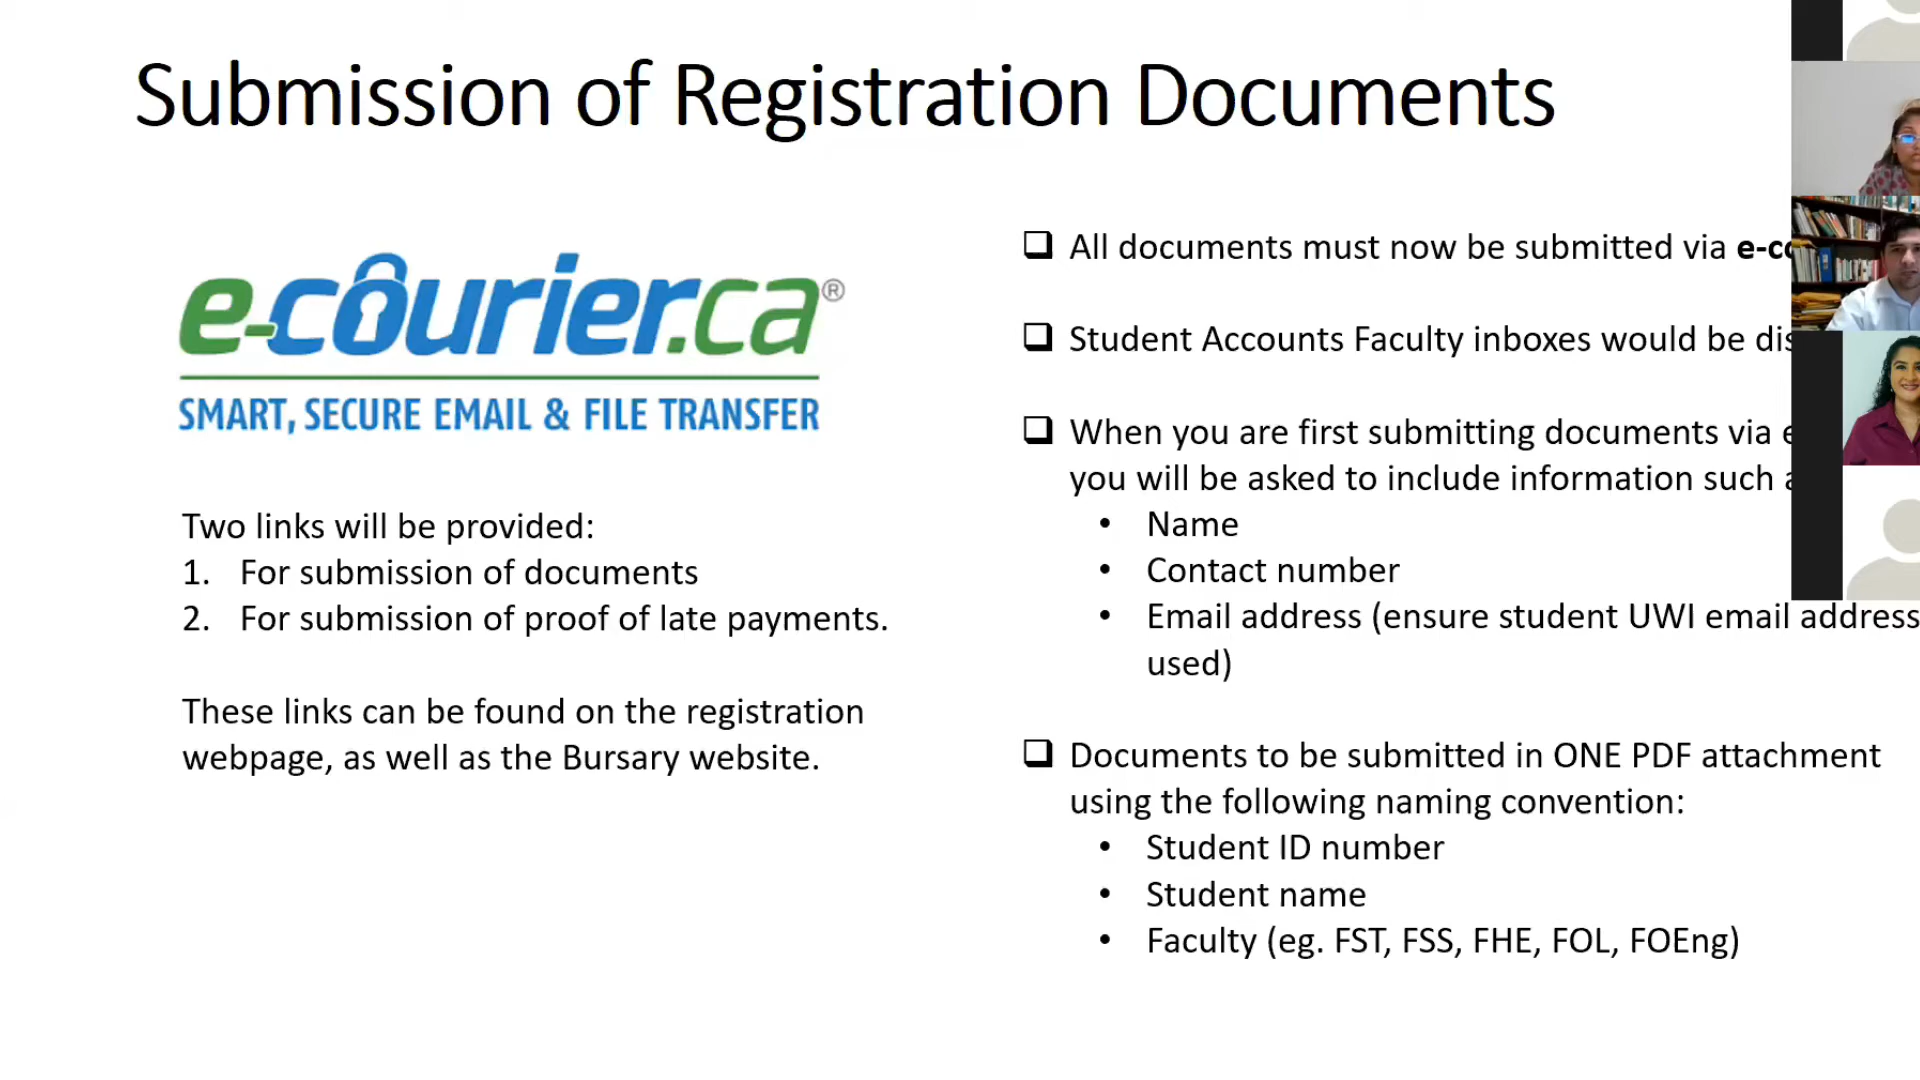 Submission of Registration Documents
e-courier.ca®
SMART, SECURE EMAIL & FILE TRANSFER
Two links will be provided:
1. For submission of documents
2. For submission of proof of late payments.
These links can be found on the registration
webpage, as well as the Bursary website.
❑ All documents must now be submitted via
❑ Student Accounts Faculty inboxes would be
❑ When you are first submitting documents via
you will be asked to include information such
• Name
• Contact number
• Email address (ensure student UWI email address
used)
❑ Documents to be submitted in ONE PDF attachment
using the following naming convention:
• Student ID number
• Student name
• Faculty (eg. FST, FSS, FHE, FOL, FOEng)